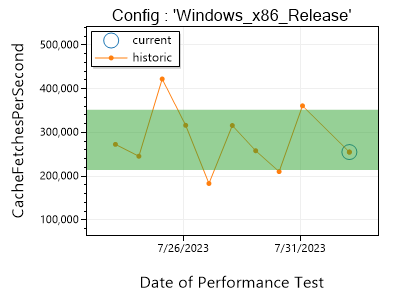 Config : 'Windows_x86_Release'
current
historic
500,000
400,000
300,000
200,000
100,000
CacheFetchesPerSecond
7/26/2023
7/31/2023
Date of Performance Test